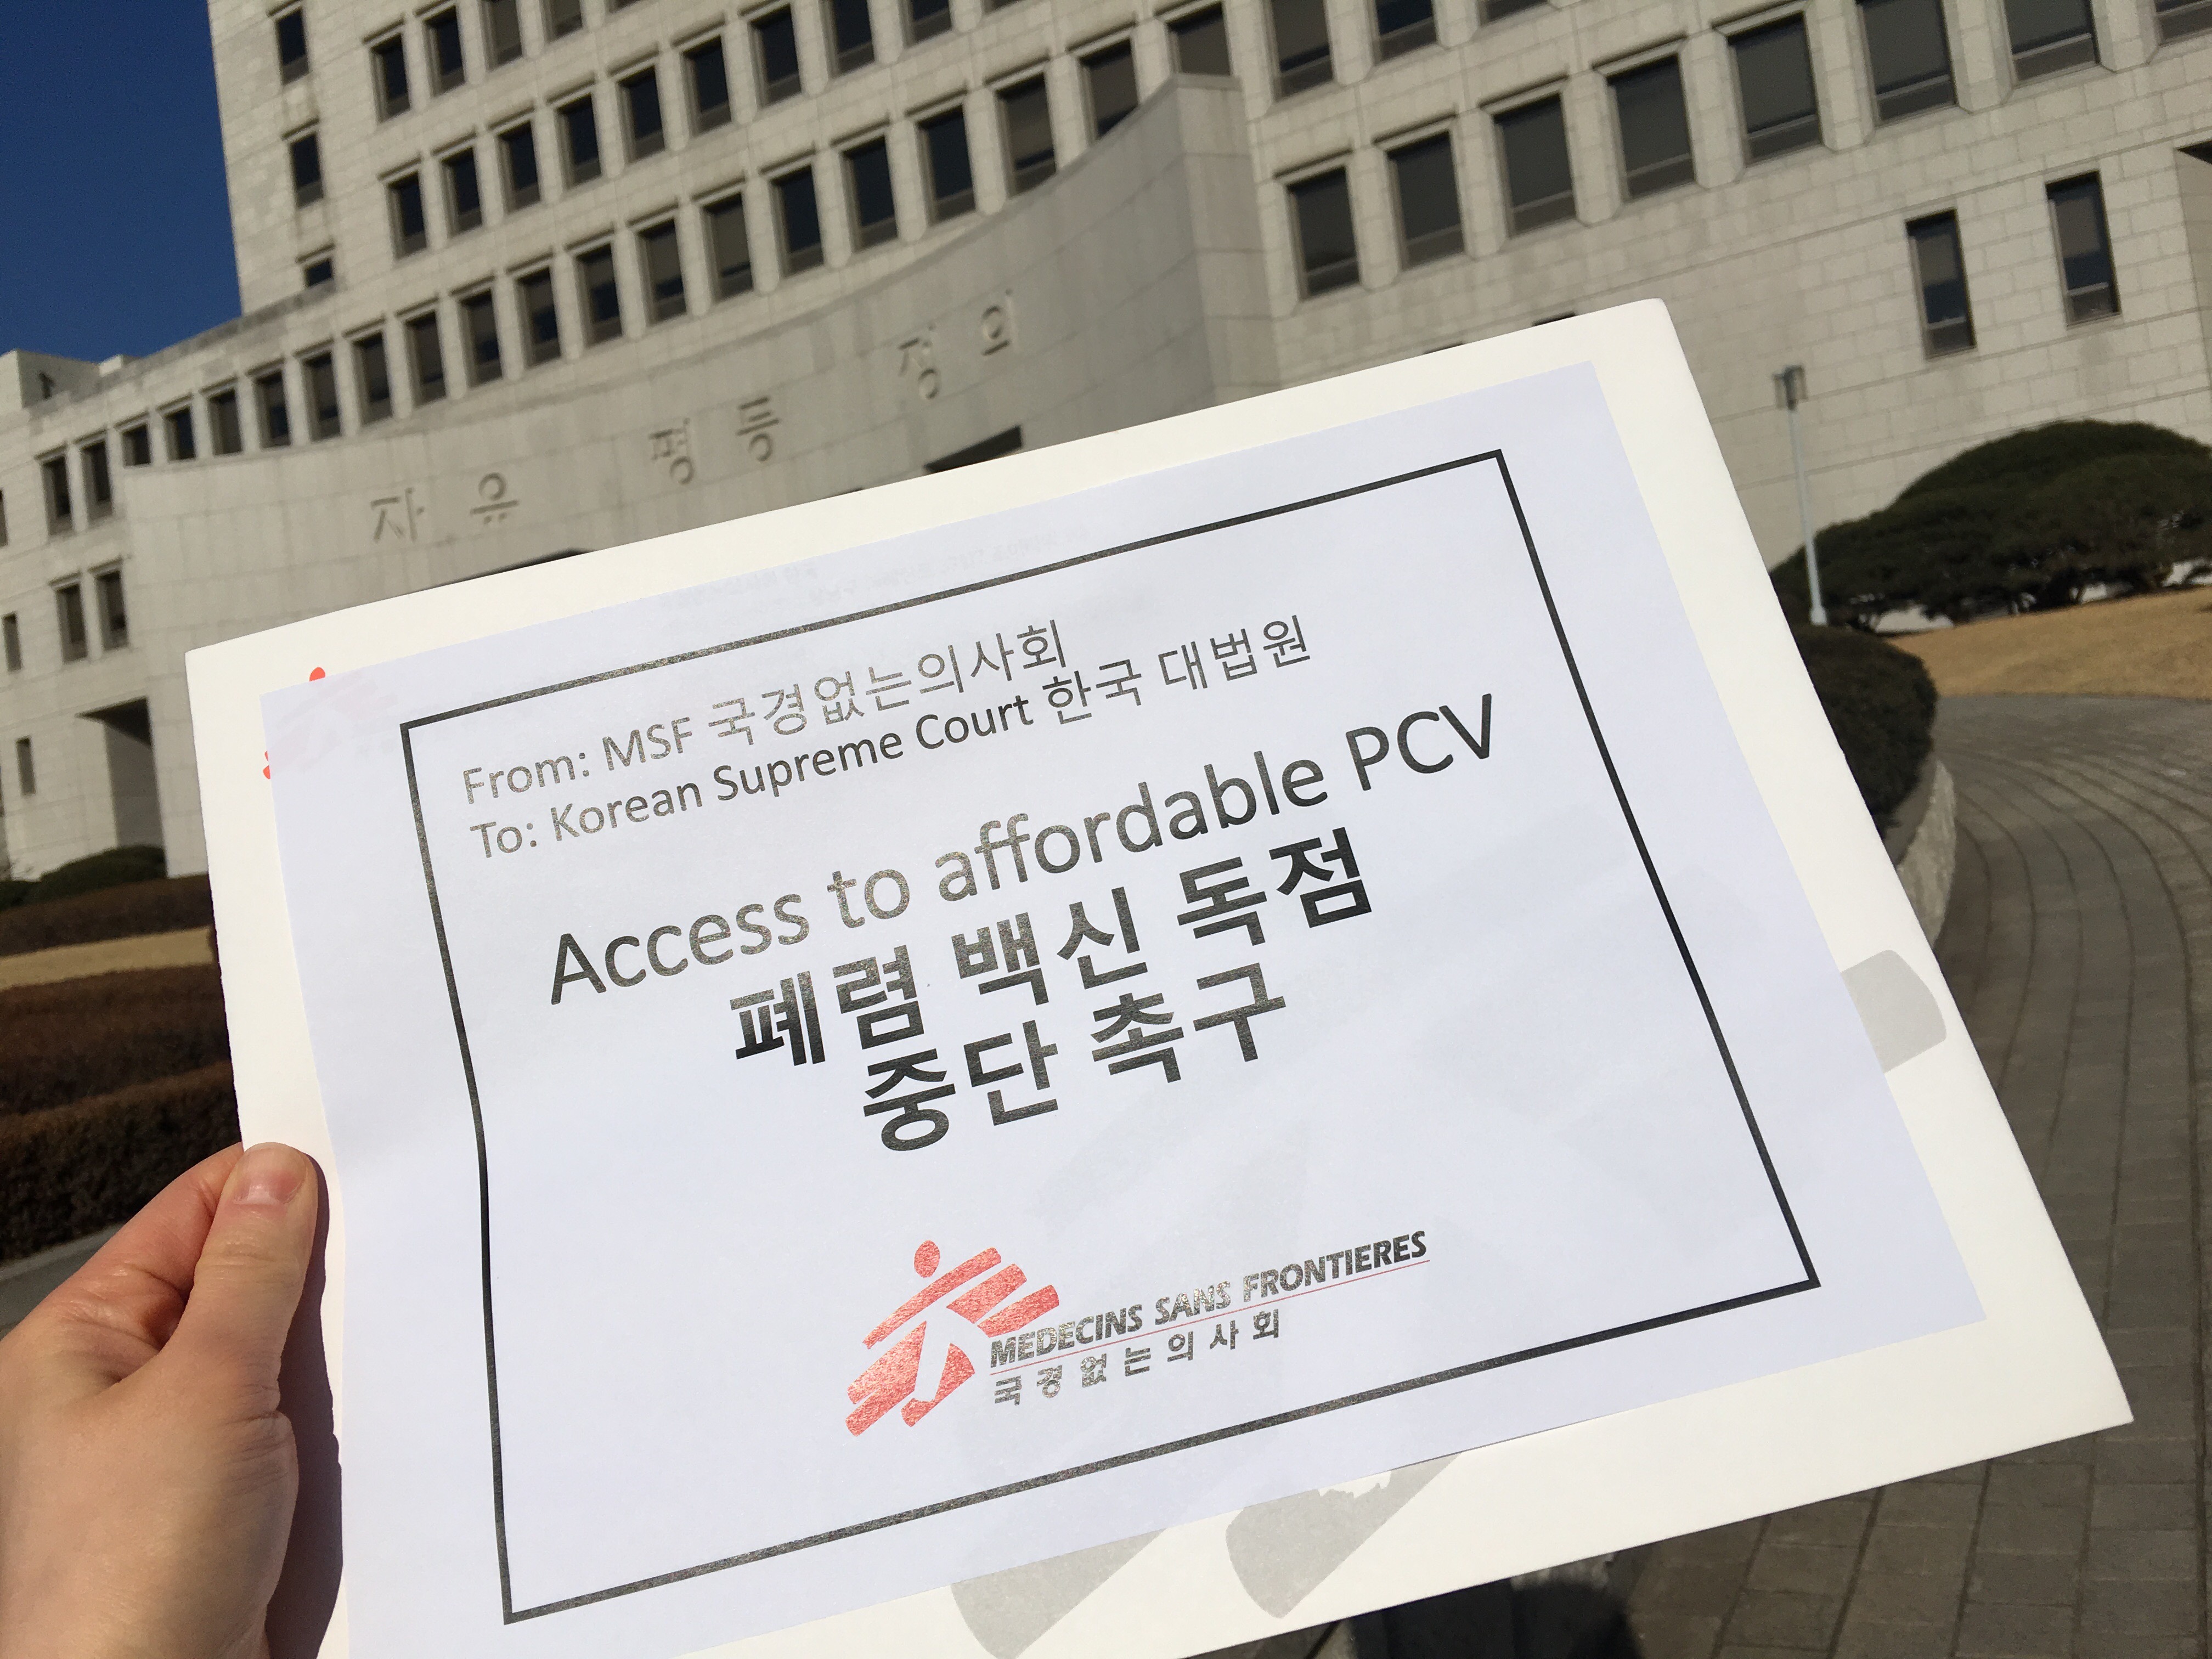 자유 평등 정의
From: MSF 국경없는의사회
To: Korean Supreme Court 한국 대법원
Access to affordable PCV
폐렴 백신 독점
중단 촉구
MEDECINS SANS FRONTIERES
국경없는의사회